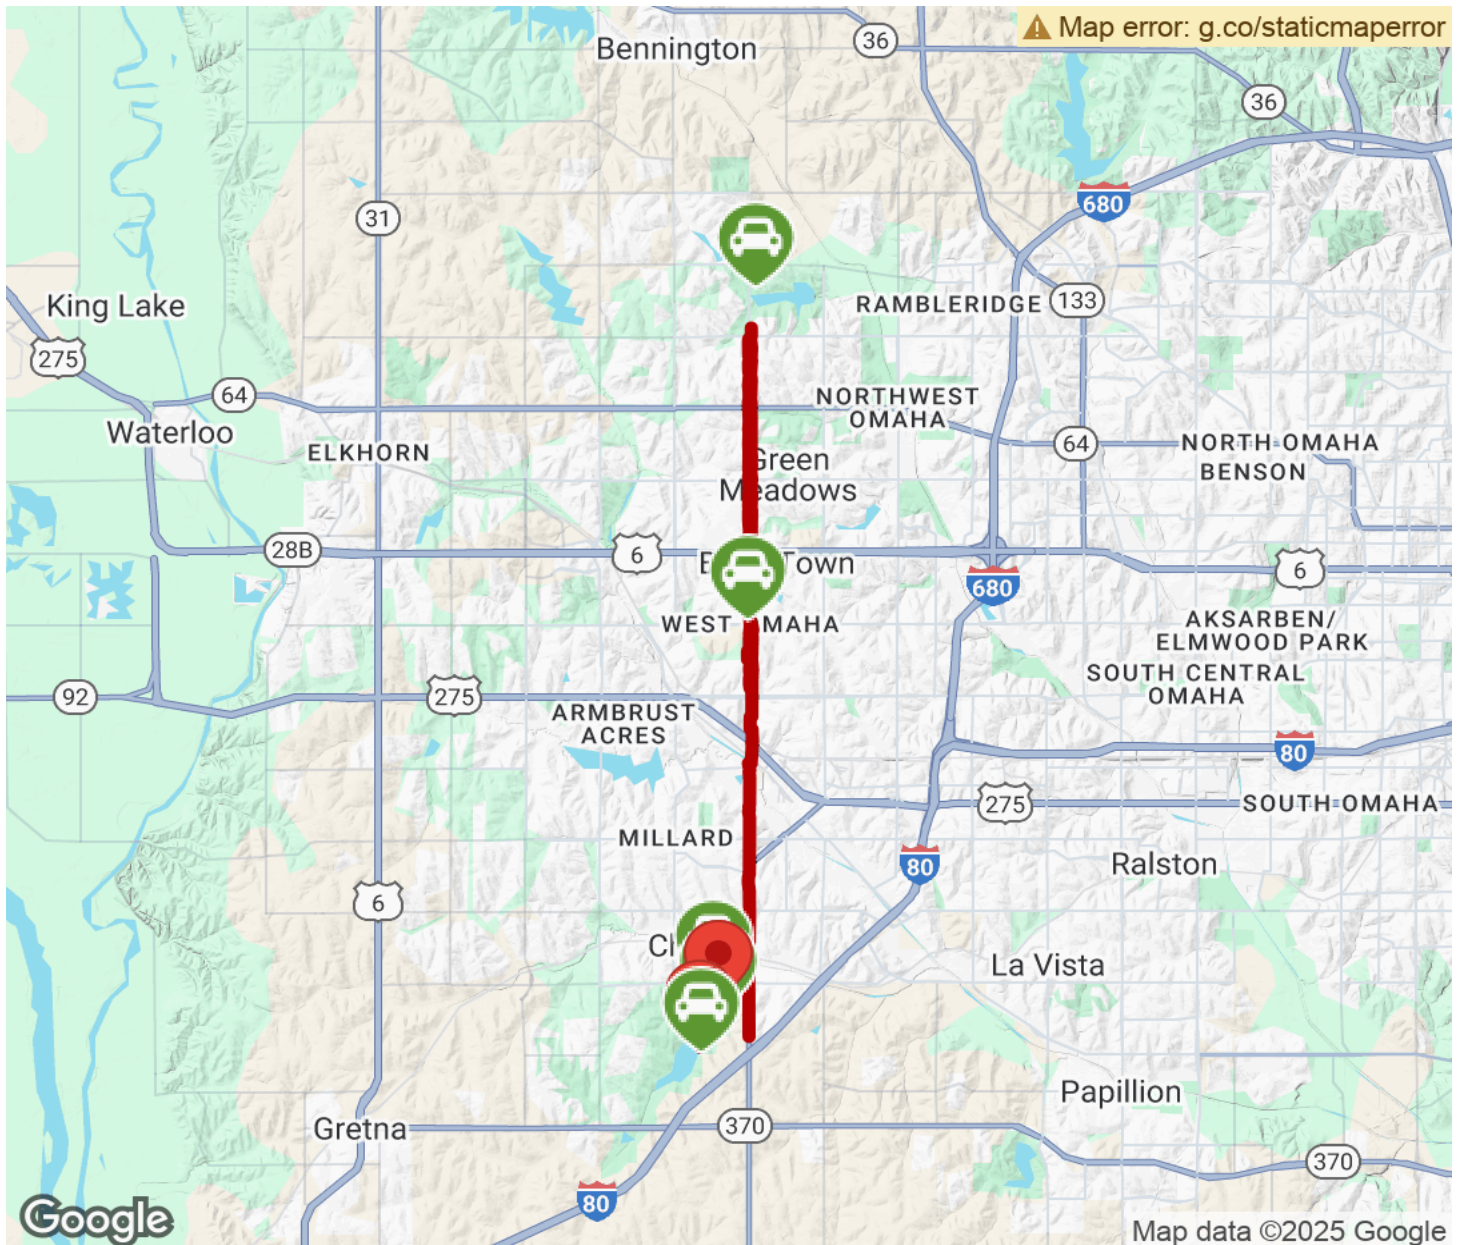 Bennington
36
Map error: g.co/staticmaperror
36
680
31
King Lake
RAMBLERIDGE
133
275
64
NORTHWEST
OMAHA
Waterloo
ELKHORN
64
NORTH OMAHA
BENSON
Green
Meadows
28B
6
Town
680
6
WEST MAHA
AKSARBEN/
ELMWOOD PARK
SOUTH CENTRAL
OMAHA
92
275
ARMBRUST
ACRES
80
275
SOUTH OMAHA
MILLARD
80
Ralston
6
La Vista
Papillion
Gretna
370
370
80
Google
Map data ©2025 Google